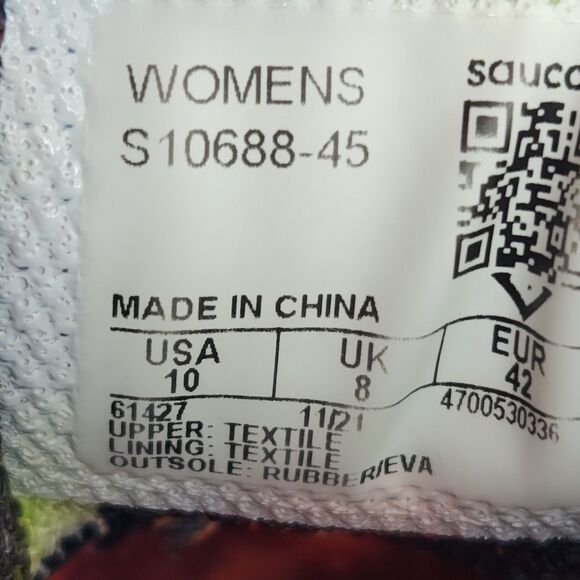 WOMENS
S10688-45
sauco
MADE IN CHINA
USA UK EUR
10 8 42
61427 11/21 4700530336
UPPER: TEXTILE
LINING: TEXTILE
OUTSOLE: RUBBER/EVA